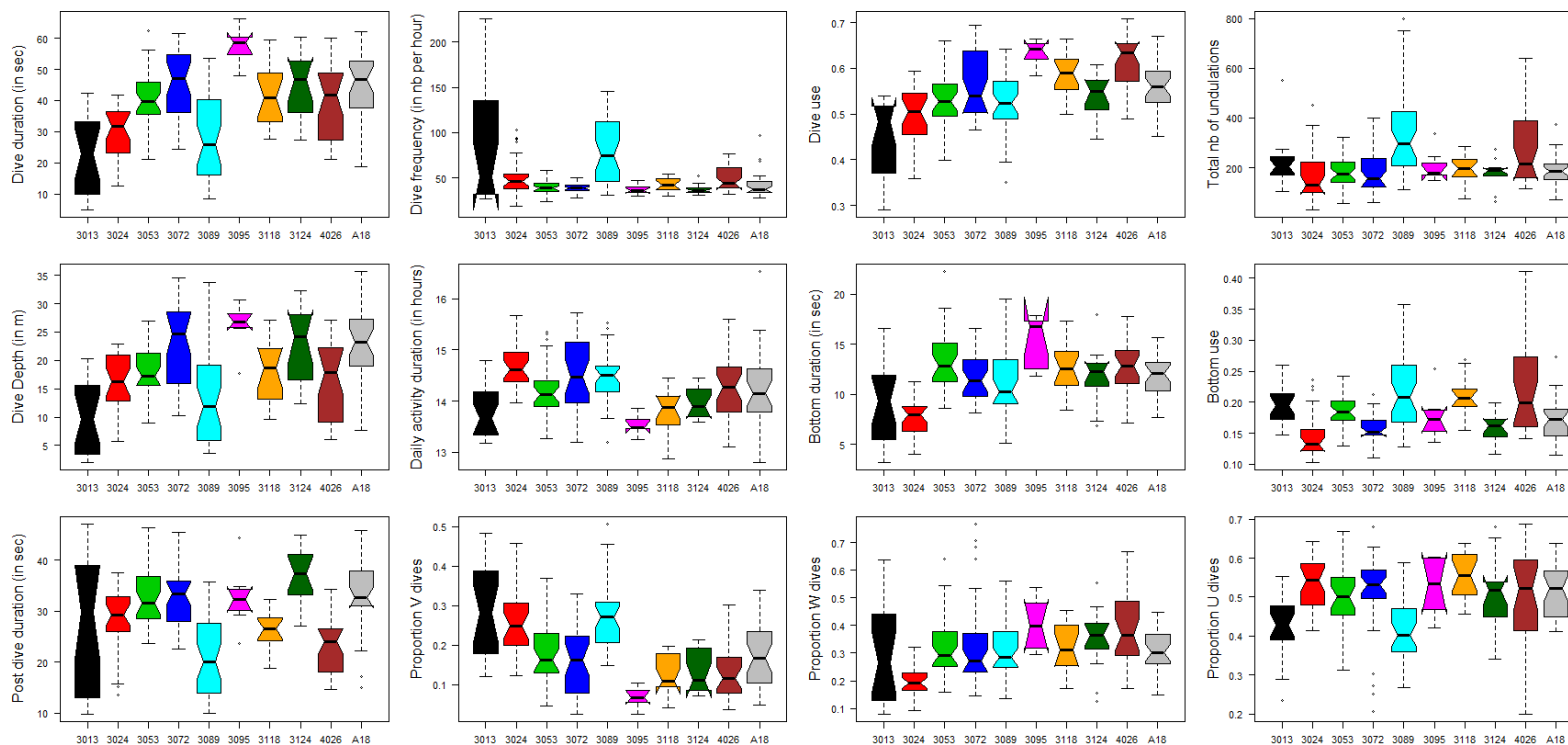 Dive duration (in sec)
60
50
40
30
20
10
3013 3024 3053 3072 3089 3095 3118 3124 4026 A18
Dive frequency (in nb per hour)
200
150
100
50
3013 3024 3053 3072 3089 3095 3118 3124 4026 A18
Dive use
0.7
0.6
0.5
0.4
0.3
3013 3024 3053 3072 3089 3095 3118 3124 4026 A18
Total nb of undulations
800
600
400
200
3013 3024 3053 3072 3089 3095 3118 3124 4026 A18
Dive Depth (in m)
35
30
25
20
15
10
5
3013 3024 3053 3072 3089 3095 3118 3124 4026 A18
Daily activity duration (in hours)
16
15
14
13
3013 3024 3053 3072 3089 3095 3118 3124 4026 A18
Bottom duration (in sec)
20
15
10
5
3013 3024 3053 3072 3089 3095 3118 3124 4026 A18
Bottom use
0.40
0.35
0.30
0.25
0.20
0.15
0.10
3013 3024 3053 3072 3089 3095 3118 3124 4026 A18
Post dive duration (in sec)
40
30
20
10
3013 3024 3053 3072 3089 3095 3118 3124 4026 A18
Proportion V dives
0.5
0.4
0.3
0.2
0.1
3013 3024 3053 3072 3089 3095 3118 3124 4026 A18
Proportion W dives
0.7
0.6
0.5
0.4
0.3
0.2
0.1
3013 3024 3053 3072 3089 3095 3118 3124 4026 A18
Proportion U dives
0.7
0.6
0.5
0.4
0.3
0.2
3013 3024 3053 3072 3089 3095 3118 3124 4026 A18